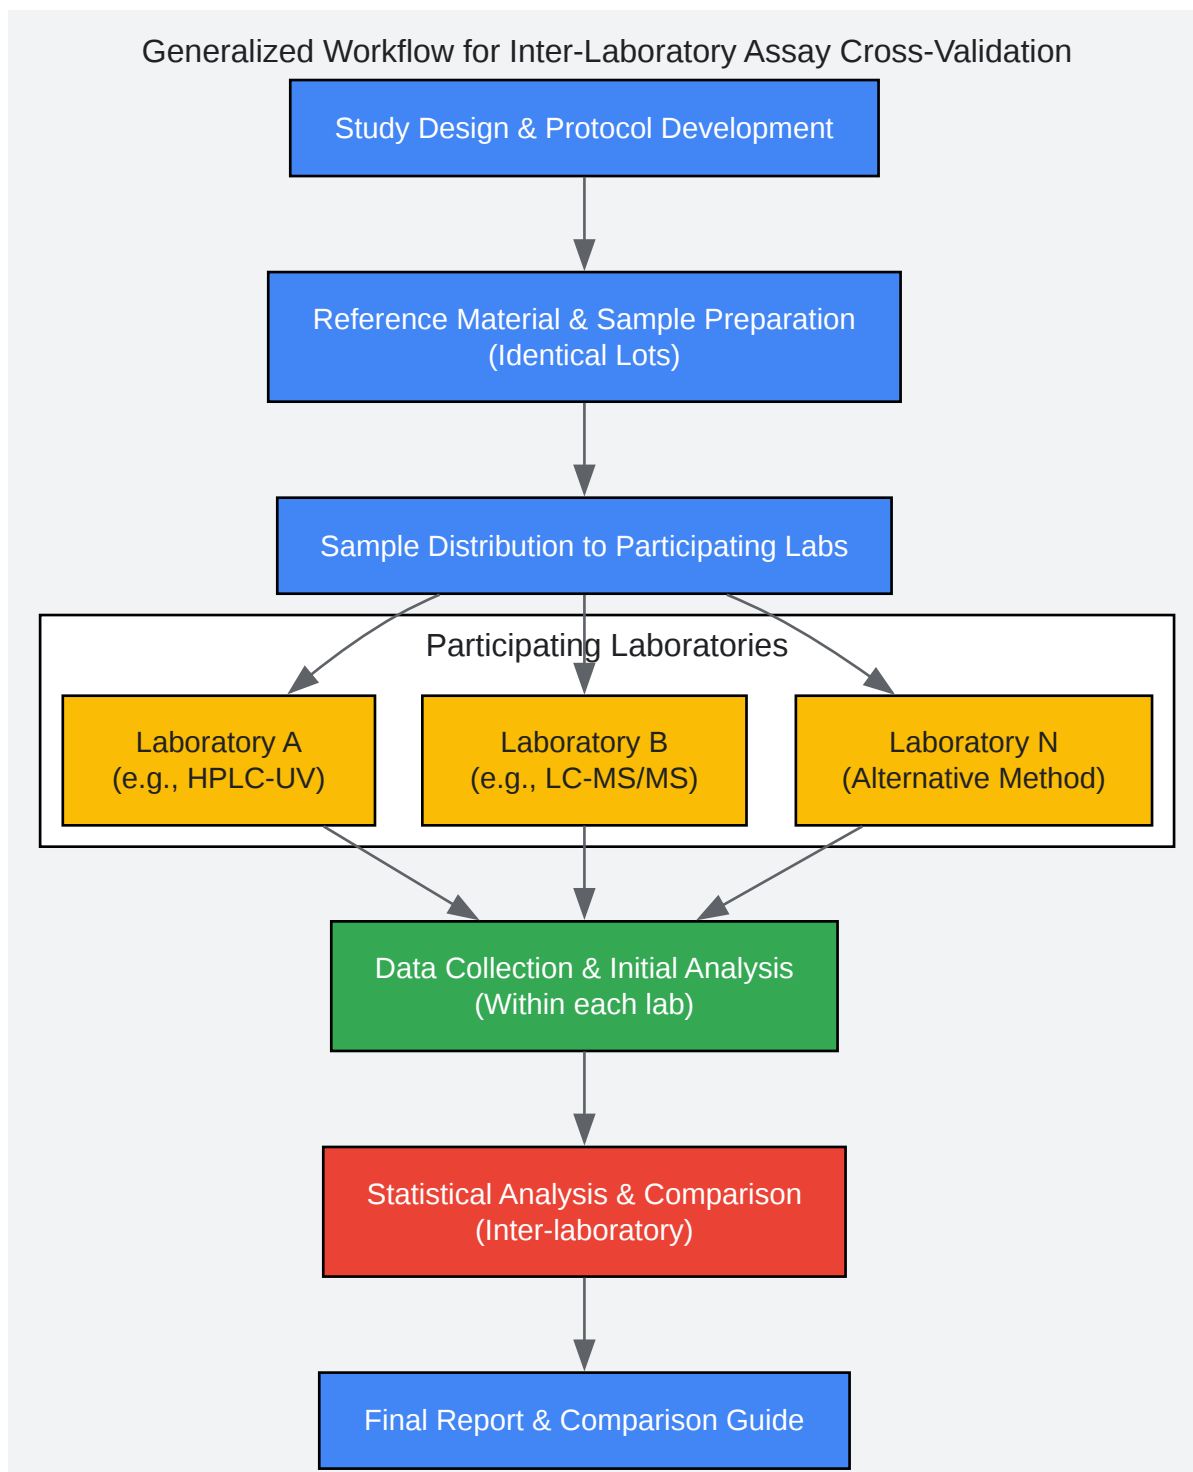 Generalized Workflow for Inter-Laboratory Assay Cross-Validation
Study Design & Protocol Development
Reference Material & Sample Preparation
(Identical Lots)
Sample Distribution to Participating Labs
Participating Laboratories
Laboratory A
(e.g., HPLC-UV)
Laboratory B
(e.g., LC-MS/MS)
Laboratory N
(Alternative Method)
Data Collection & Initial Analysis
(Within each lab)
Statistical Analysis & Comparison
(Inter-laboratory)
Final Report & Comparison Guide